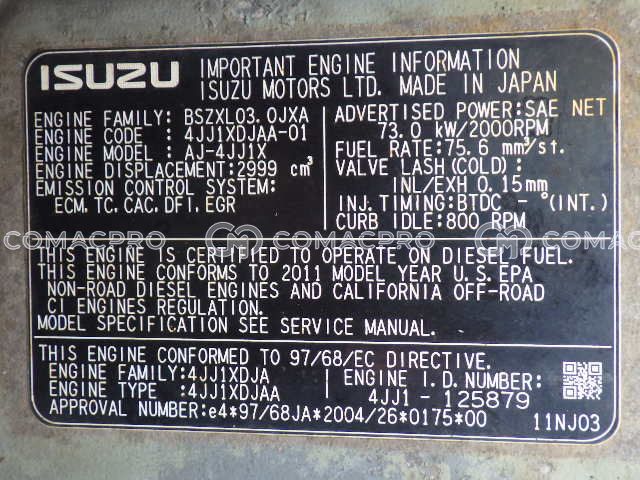 ISUZU IMPORTANT ENGINE INFORMATION
ISUZU MOTORS LTD. MADE IN JAPAN
ENGINE FAMILY: BSZXL03.0JXA
ENGINE CODE : 4JJ1XDJAA-01
ENGINE MODEL : AJ-4JJ1X
ENGINE DISPLACEMENT:2999 cm³
EMISSION CONTROL SYSTEM:
ECM,TC,CAC,DFI,EGR
ADVERTISED POWER:SAE NET
73.0 kW/2000RPM
FUEL RATE:75.6 mm³/st.
VALVE LASH(COLD):
INL/EXH 0.15mm
INJ.TIMING:BTDC -°(INT.)
CURB IDLE:800 RPM
COMACPRO COMACPRO COMACPRO
THIS ENGINE IS CERTIFIED TO OPERATE ON DIESEL FUEL.
THIS ENGINE CONFORMS TO 2011 MODEL YEAR U.S.EPA
NON-ROAD DIESEL ENGINES AND CALIFORNIA OFF-ROAD
CI ENGINES REGULATION.
MODEL SPECIFICATION SEE SERVICE MANUAL.
THIS ENGINE CONFORMED TO 97/68/EC DIRECTIVE.
ENGINE FAMILY:4JJ1XDJA
ENGINE TYPE :4JJ1XDJAA
ENGINE I.D.NUMBER:
4JJ1 - 125879
APPROVAL NUMBER:e4*97/68JA*2004/26*0175*00
11NJ03